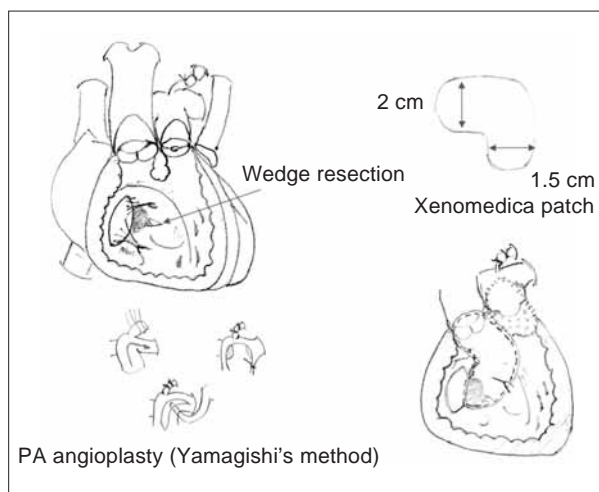 2 cm
Wedge resection
1.5 cm
Xenomedica patch
PA angioplasty (Yamagishi's method)